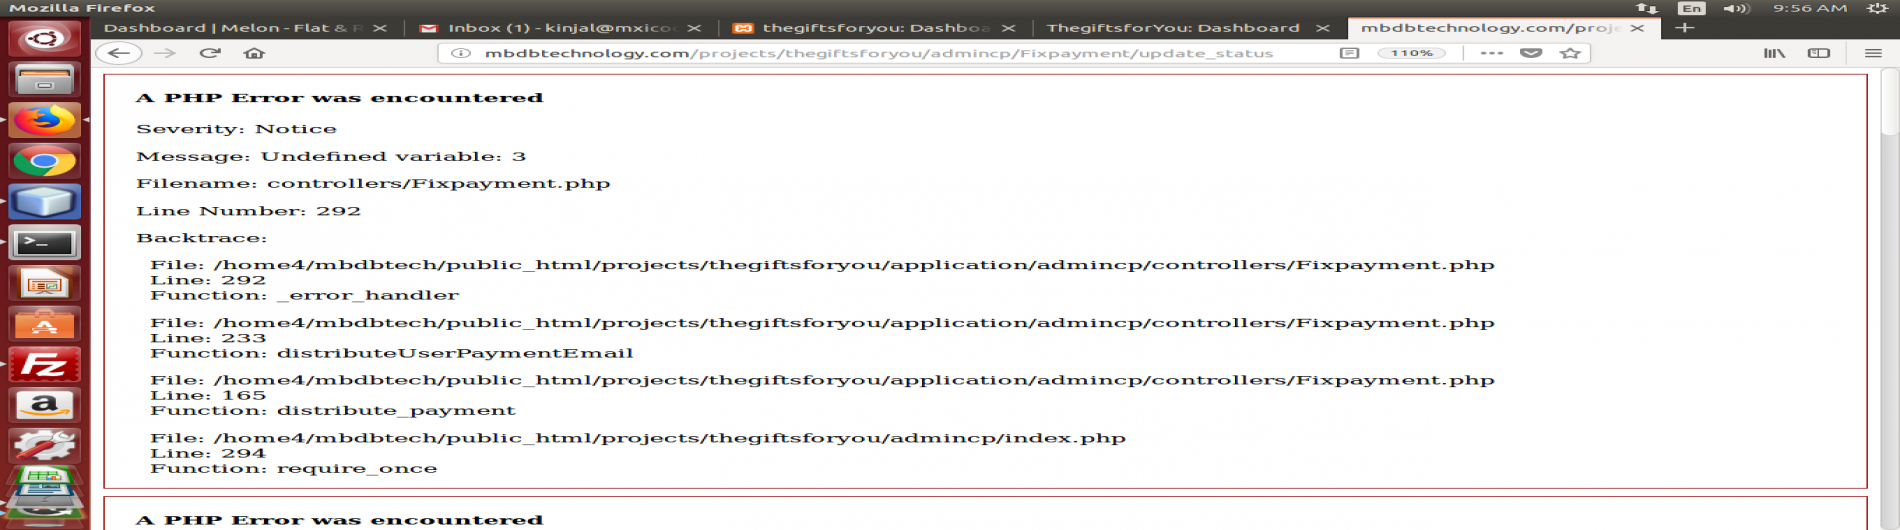 Mozilla Firefox
En
9:56 AM
Dashboard | Melon - Flat & R
Inbox (1) - kinjal@mxico
thegiftsforyou: Dashboa
ThegiftsforYou: Dashboard
mbdbtechnology.com/proje
mbdbtechnology.com/projects/thegiftsforyou/admincp/Fixpayment/update_status
110%
A PHP Error was encountered
Severity: Notice
Message: Undefined variable: 3
Filename: controllers/Fixpayment.php
Line Number: 292
Backtrace:
File: /home4/mbdbtech/public_html/projects/thegiftsforyou/application/admincp/controllers/Fixpayment.php
Line: 292
Function: _error_handler
File: /home4/mbdbtech/public_html/projects/thegiftsforyou/application/admincp/controllers/Fixpayment.php
Line: 233
Function: distributeUserPaymentEmail
File: /home4/mbdbtech/public_html/projects/thegiftsforyou/application/admincp/controllers/Fixpayment.php
Line: 165
Function: distribute_payment
File: /home4/mbdbtech/public_html/projects/thegiftsforyou/admincp/index.php
Line: 294
Function: require_once
A PHP Error was encountered